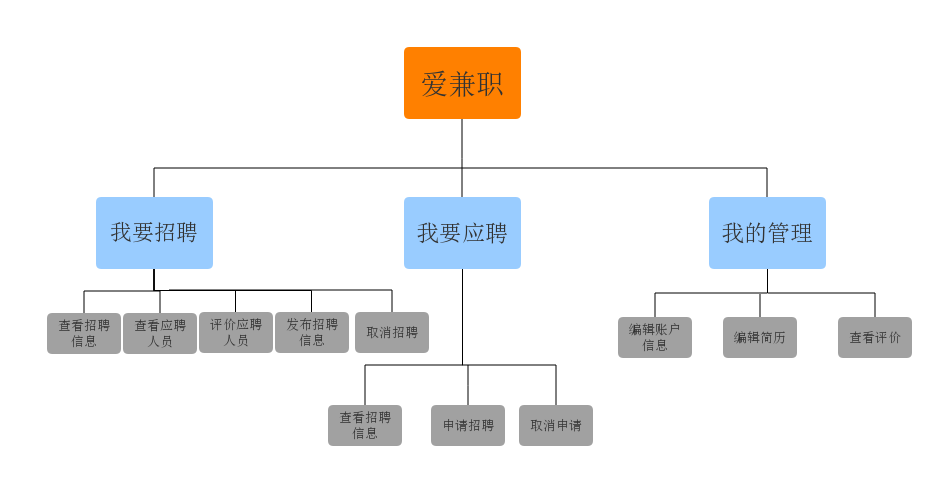 爱兼职
我要招聘
我要应聘
我的管理
查看招聘
信息
查看应聘
人员
评价应聘
人员
发布招聘
信息
取消招聘
编辑账户
信息
编辑简历
查看评价
查看招聘
信息
申请招聘
取消申请